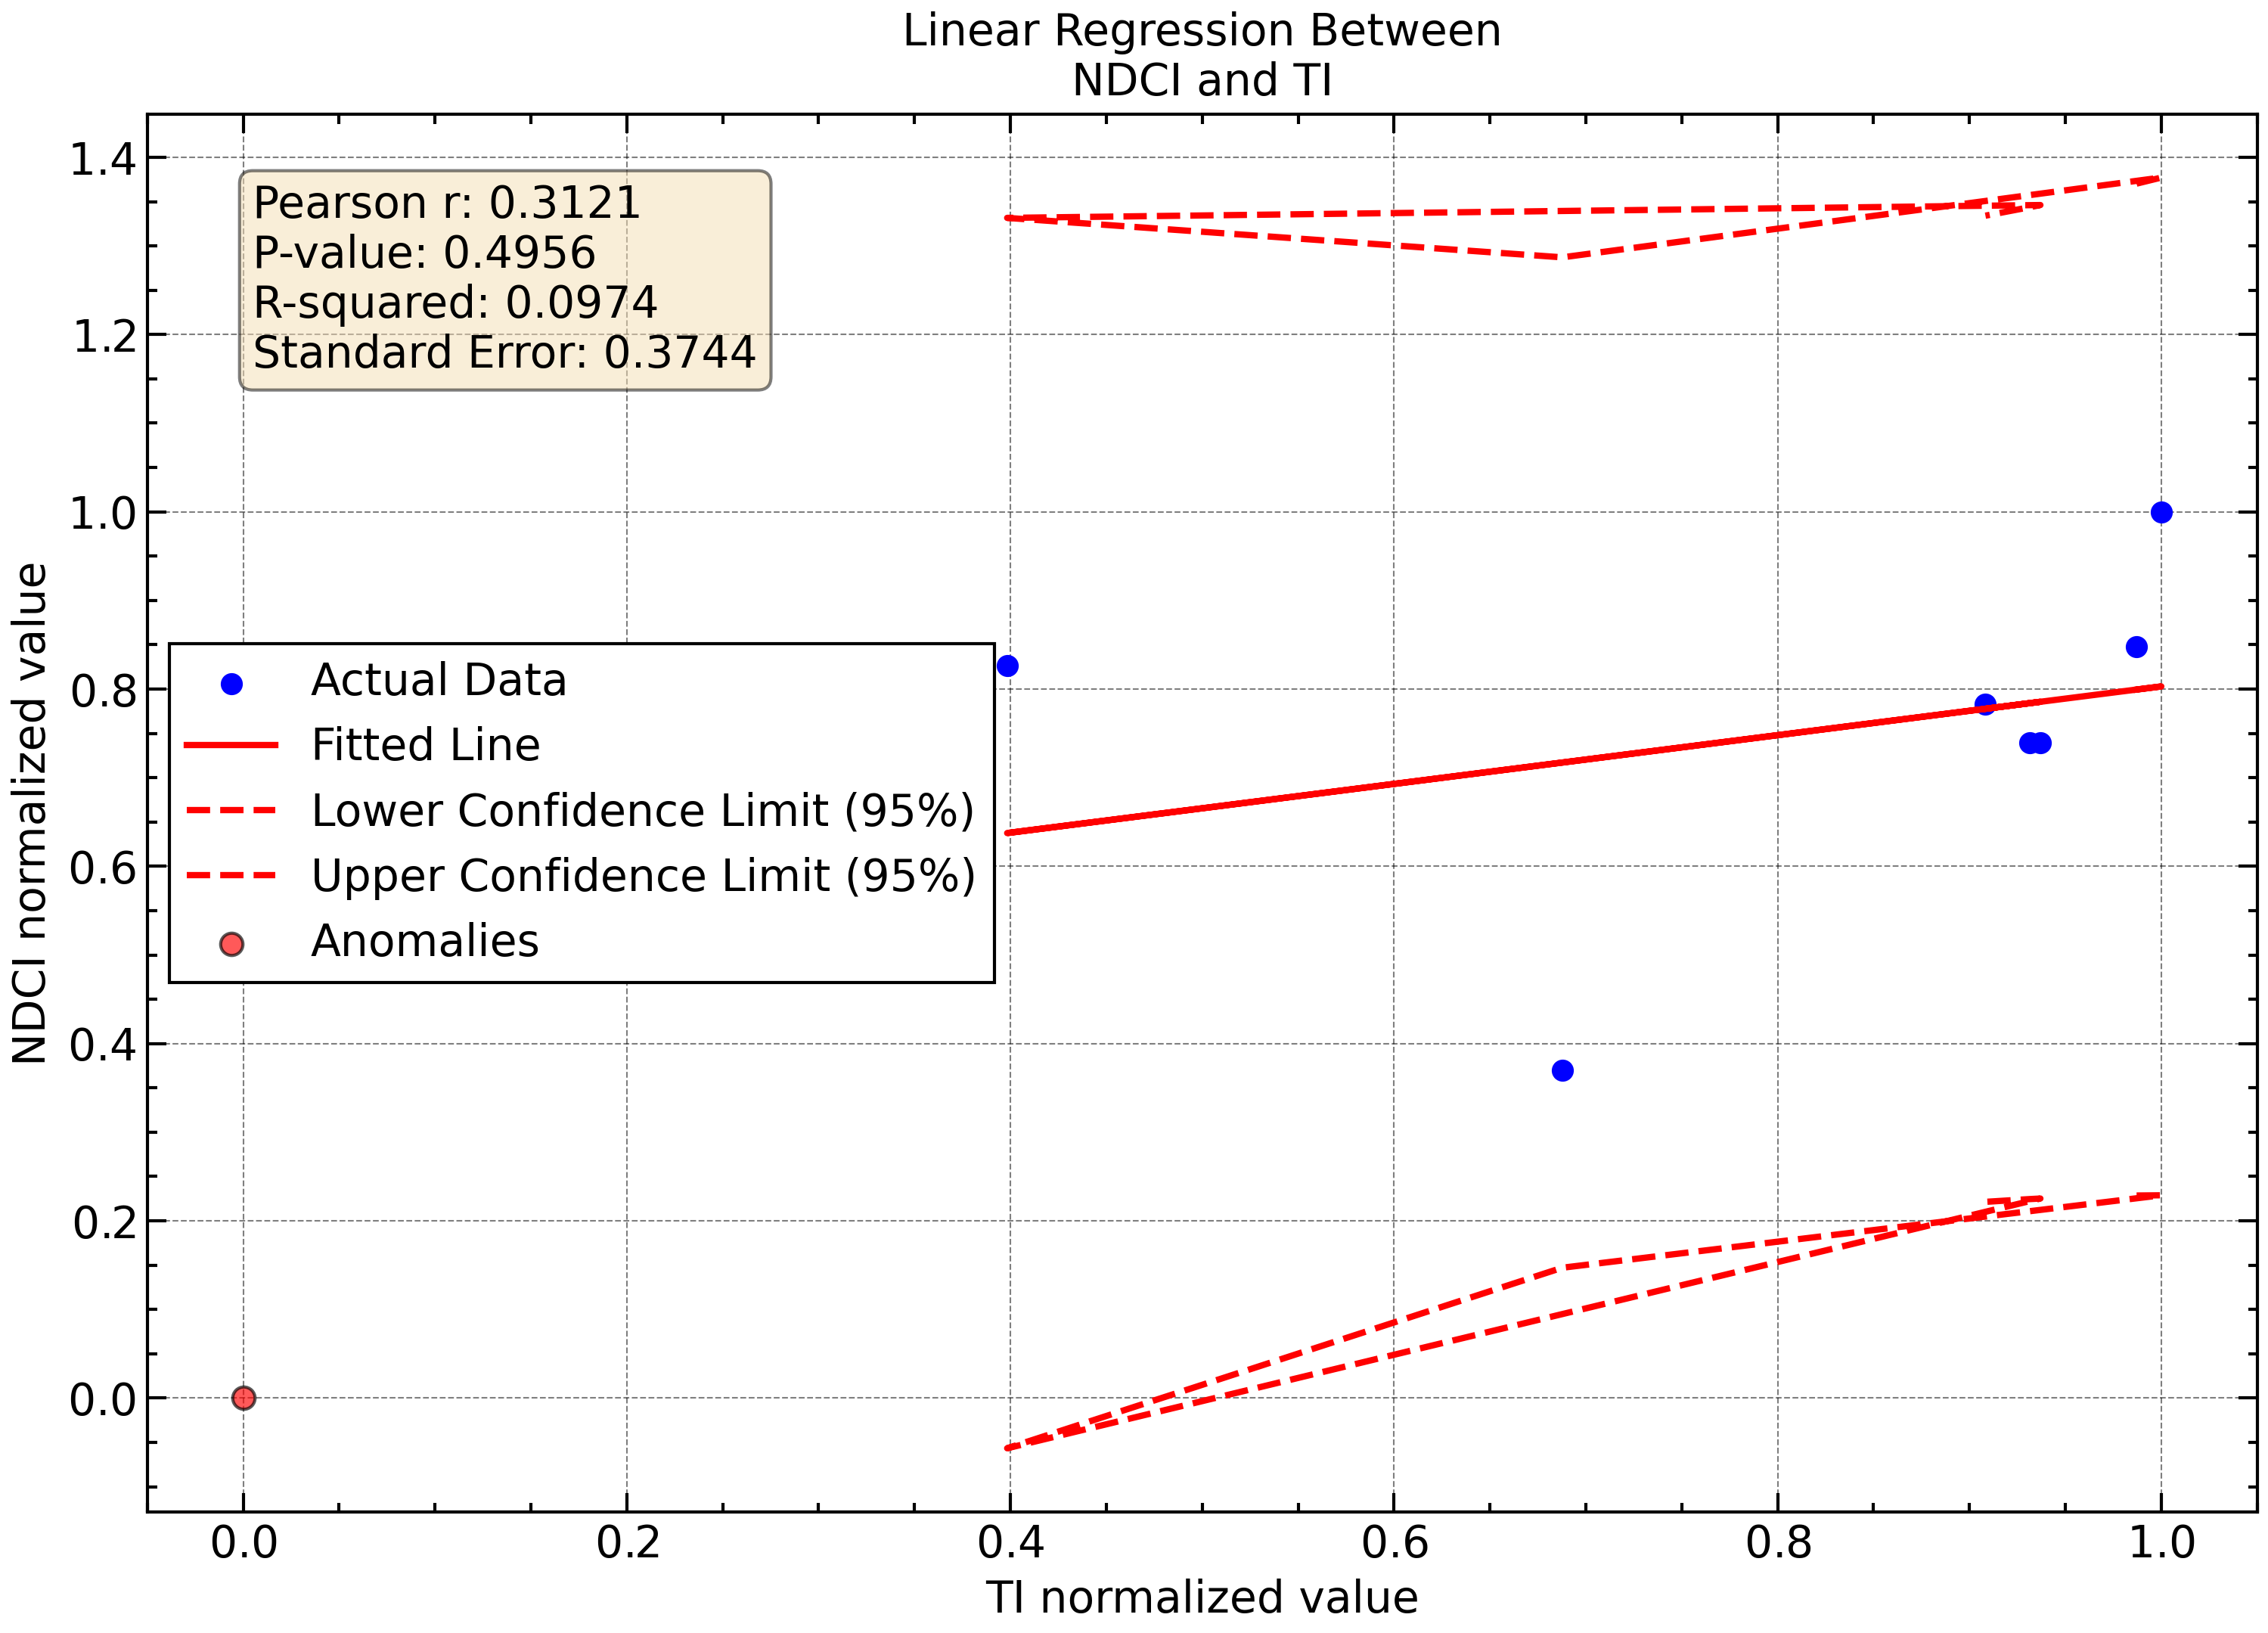 Linear Regression Between
NDCI and TI
1.4
1.2
1.0
0.8
0.6
0.4
0.2
0.0
NDCI normalized value
Pearson r: 0.3121
P-value: 0.4956
R-squared: 0.0974
Standard Error: 0.3744
Actual Data
Fitted Line
Lower Confidence Limit (95%)
Upper Confidence Limit (95%)
Anomalies
0.0 0.2 0.4 0.6 0.8 1.0
TI normalized value